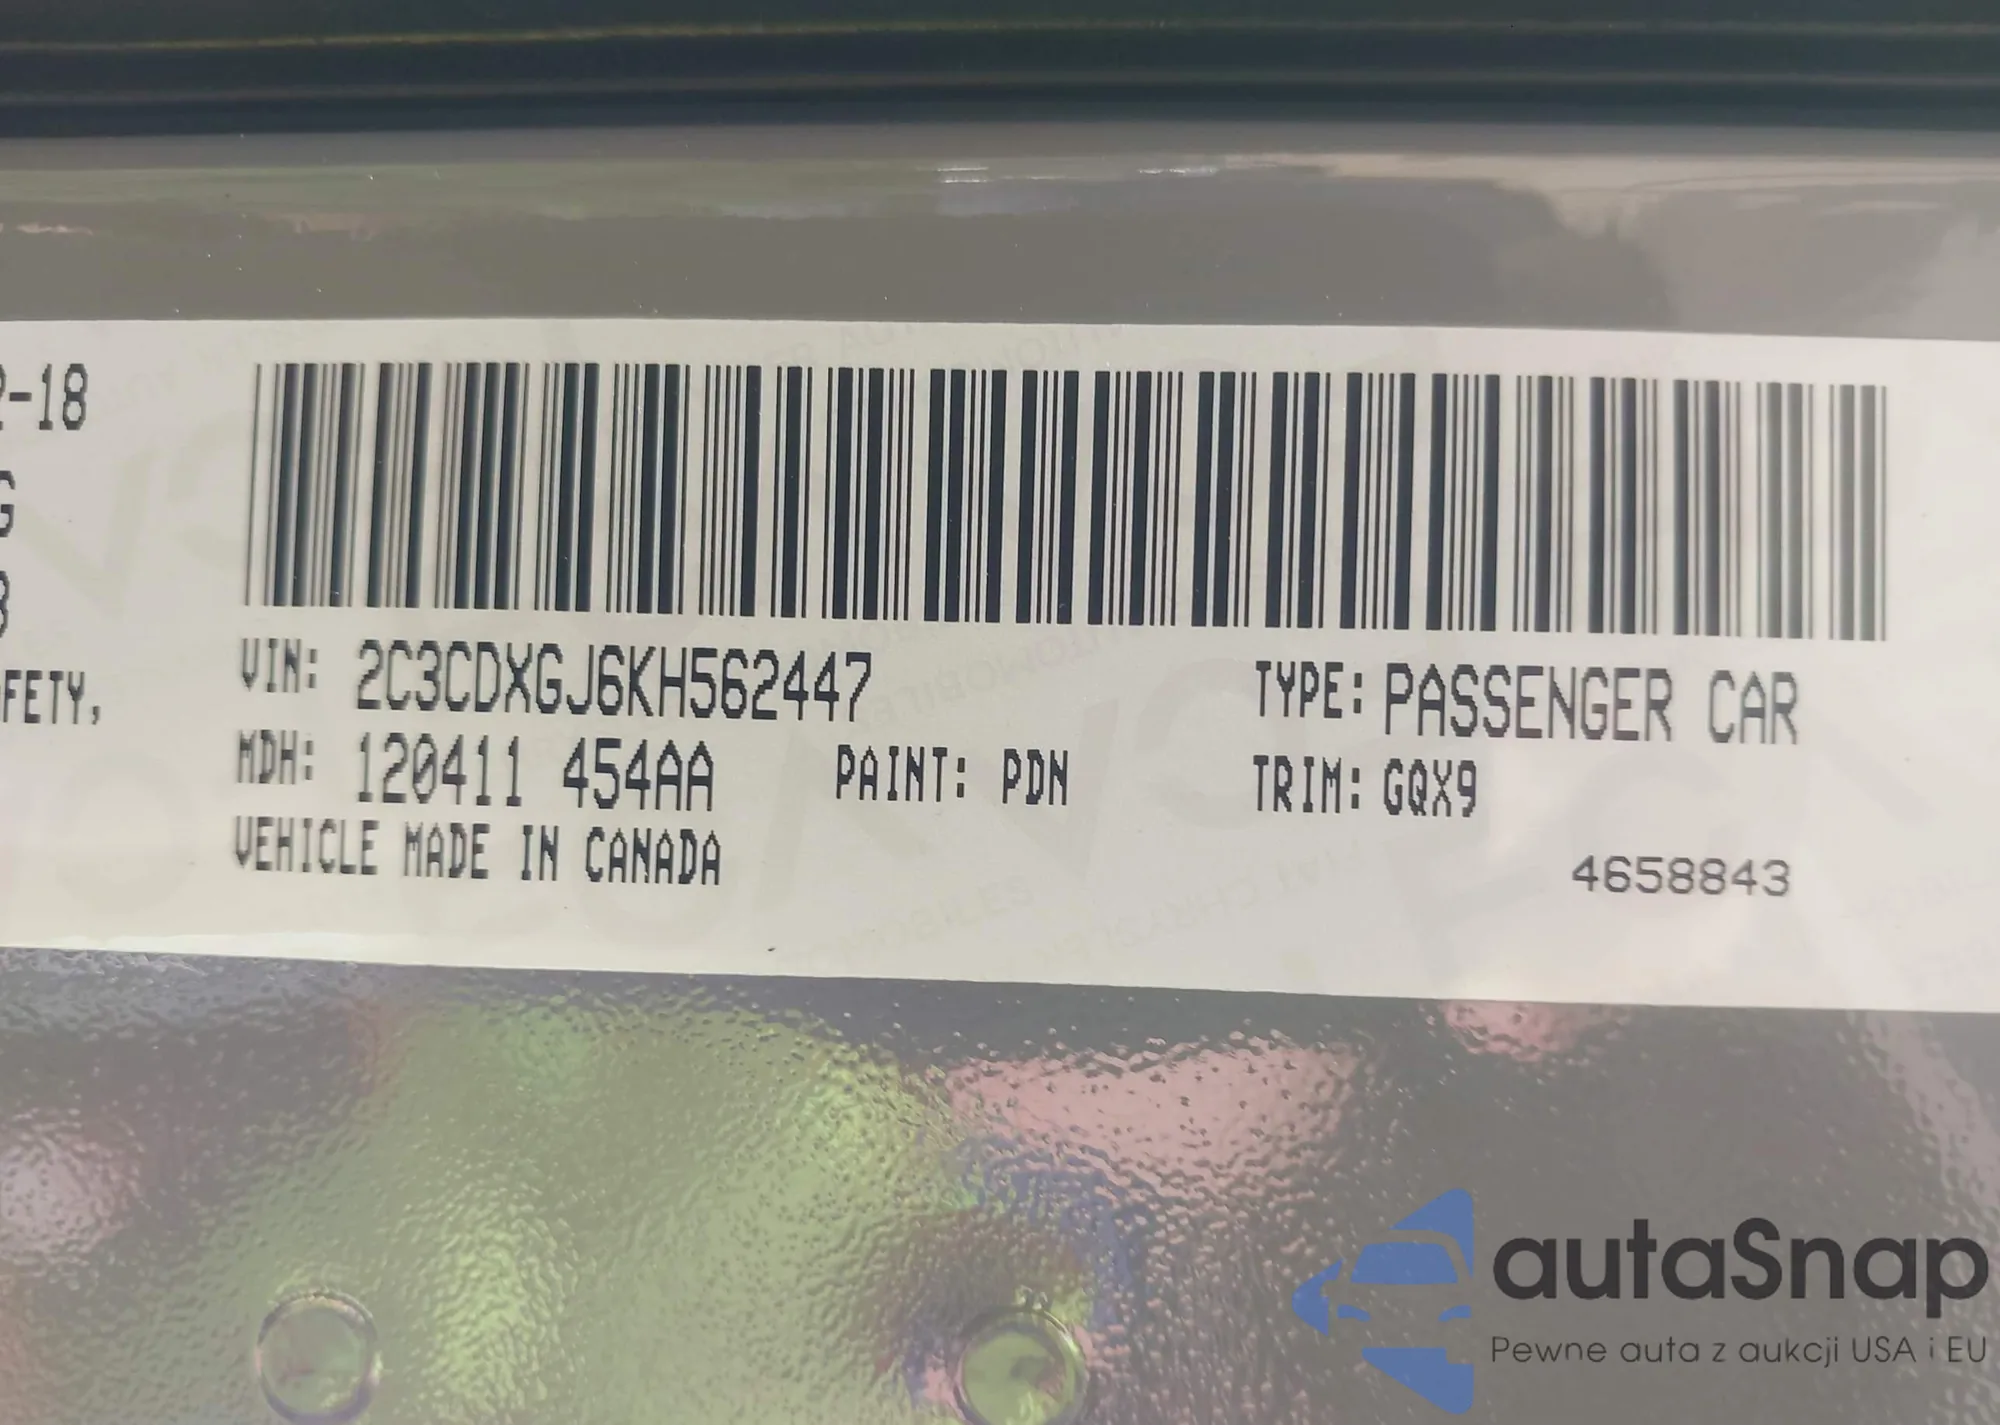 2-18
G
3
FETY,
VIN: 2C3CDXGJ6KH562447
TYPE: PASSENGER CAR
MDH: 120411 454AA
PAINT: PDN
TRIM: GQX9
VEHICLE MADE IN CANADA
4658843
autaSnap
Pewne auta z aukcji USA i EU